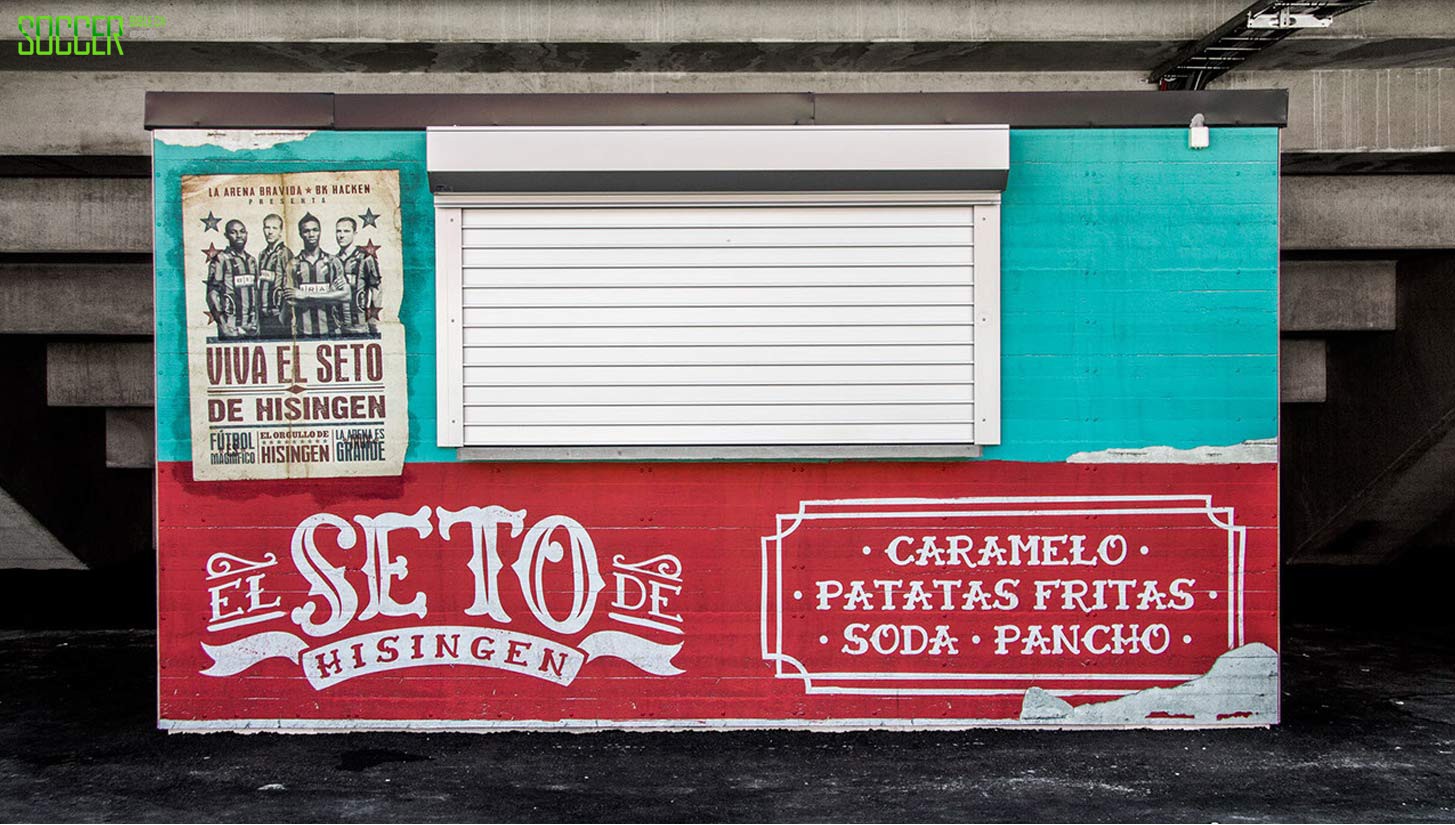 SOCCER
LA ARENA BRAVIDA ★ BK HACKEN
PRESENTA
VIVA EL SETO
DE HISINGEN
FÚTBOL
MAGNÍFICO
EL ORGULLO DE
HISINGEN
LA ARENA ES
GRANDE
EL SETO DE
HISINGEN
· CARAMELO ·
· PATATAS FRITAS ·
· SODA · PANCHO ·